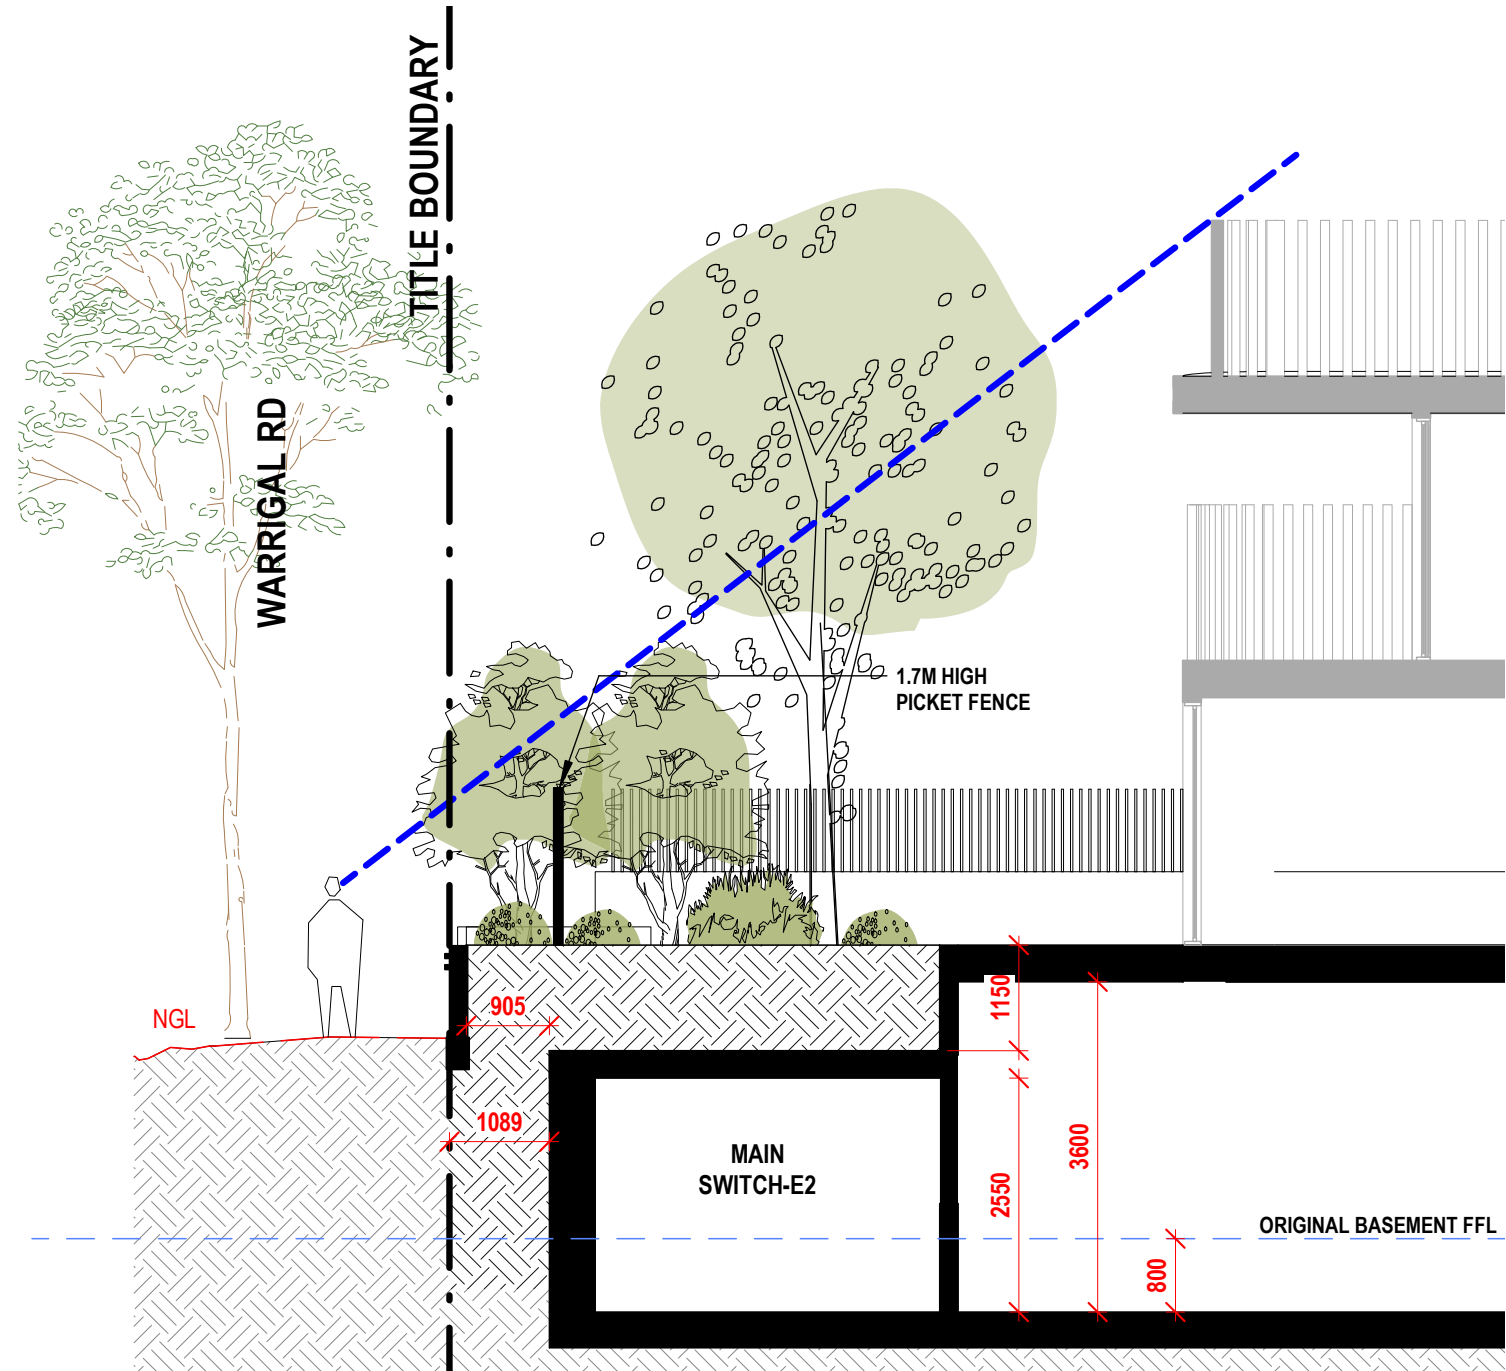 TITLE BOUNDARY
WARRIGAL RD
1.7M HIGH
PICKET FENCE
NGL
905
1150
1089
MAIN
SWITCH-E2
2550
3600
ORIGINAL BASEMENT FFL
800